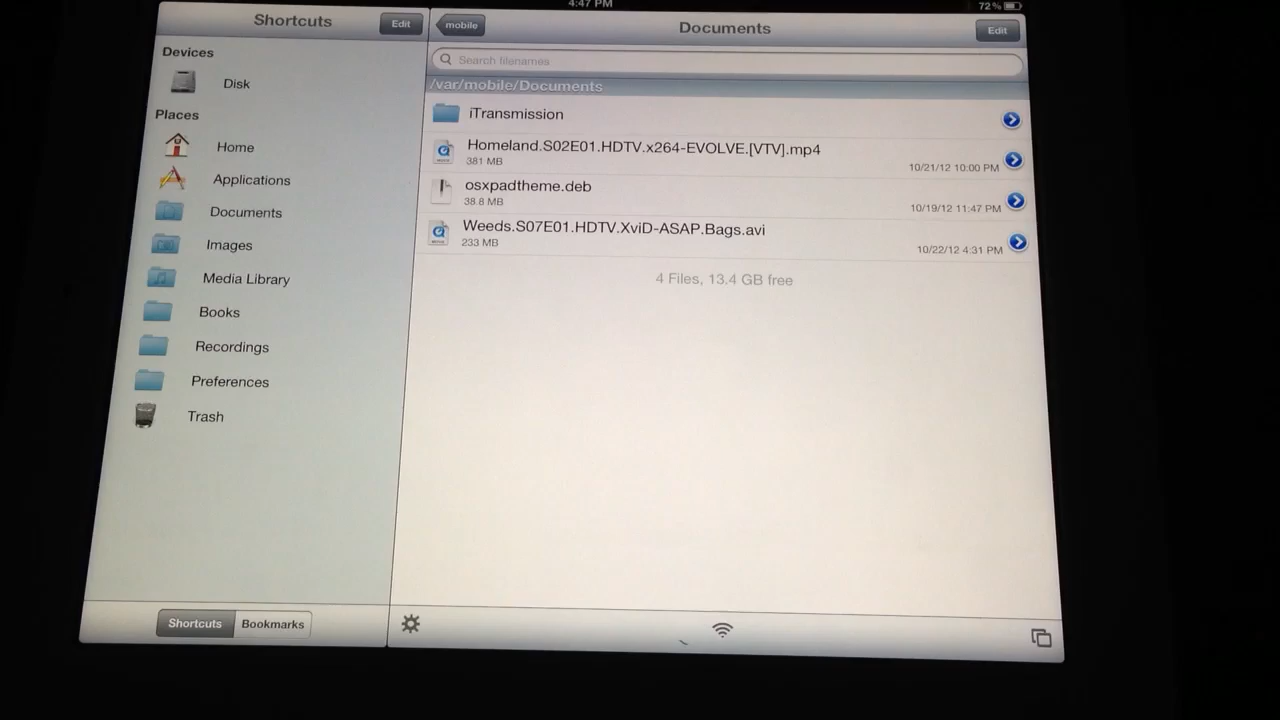 4:47 PM
72%
Shortcuts
Edit
Devices
Disk
Places
Home
Applications
Documents
Images
Media Library
Books
Recordings
Preferences
Trash
Shortcuts
Bookmarks
mobile
Documents
Edit
Search filenames
/var/mobile/Documents
iTransmission
Homeland.S02E01.HDTV.x264-EVOLVE.[VTV].mp4
381 MB
10/21/12 10:00 PM
osxpadtheme.deb
38.8 MB
10/19/12 11:47 PM
Weeds.S07E01.HDTV.XviD-ASAP.Bags.avi
233 MB
10/22/12 4:31 PM
4 Files, 13.4 GB free